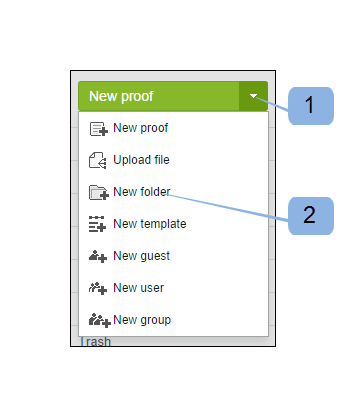 New proof
1
New proof
Upload file
New folder
2
New template
New guest
New user
New group
Trash